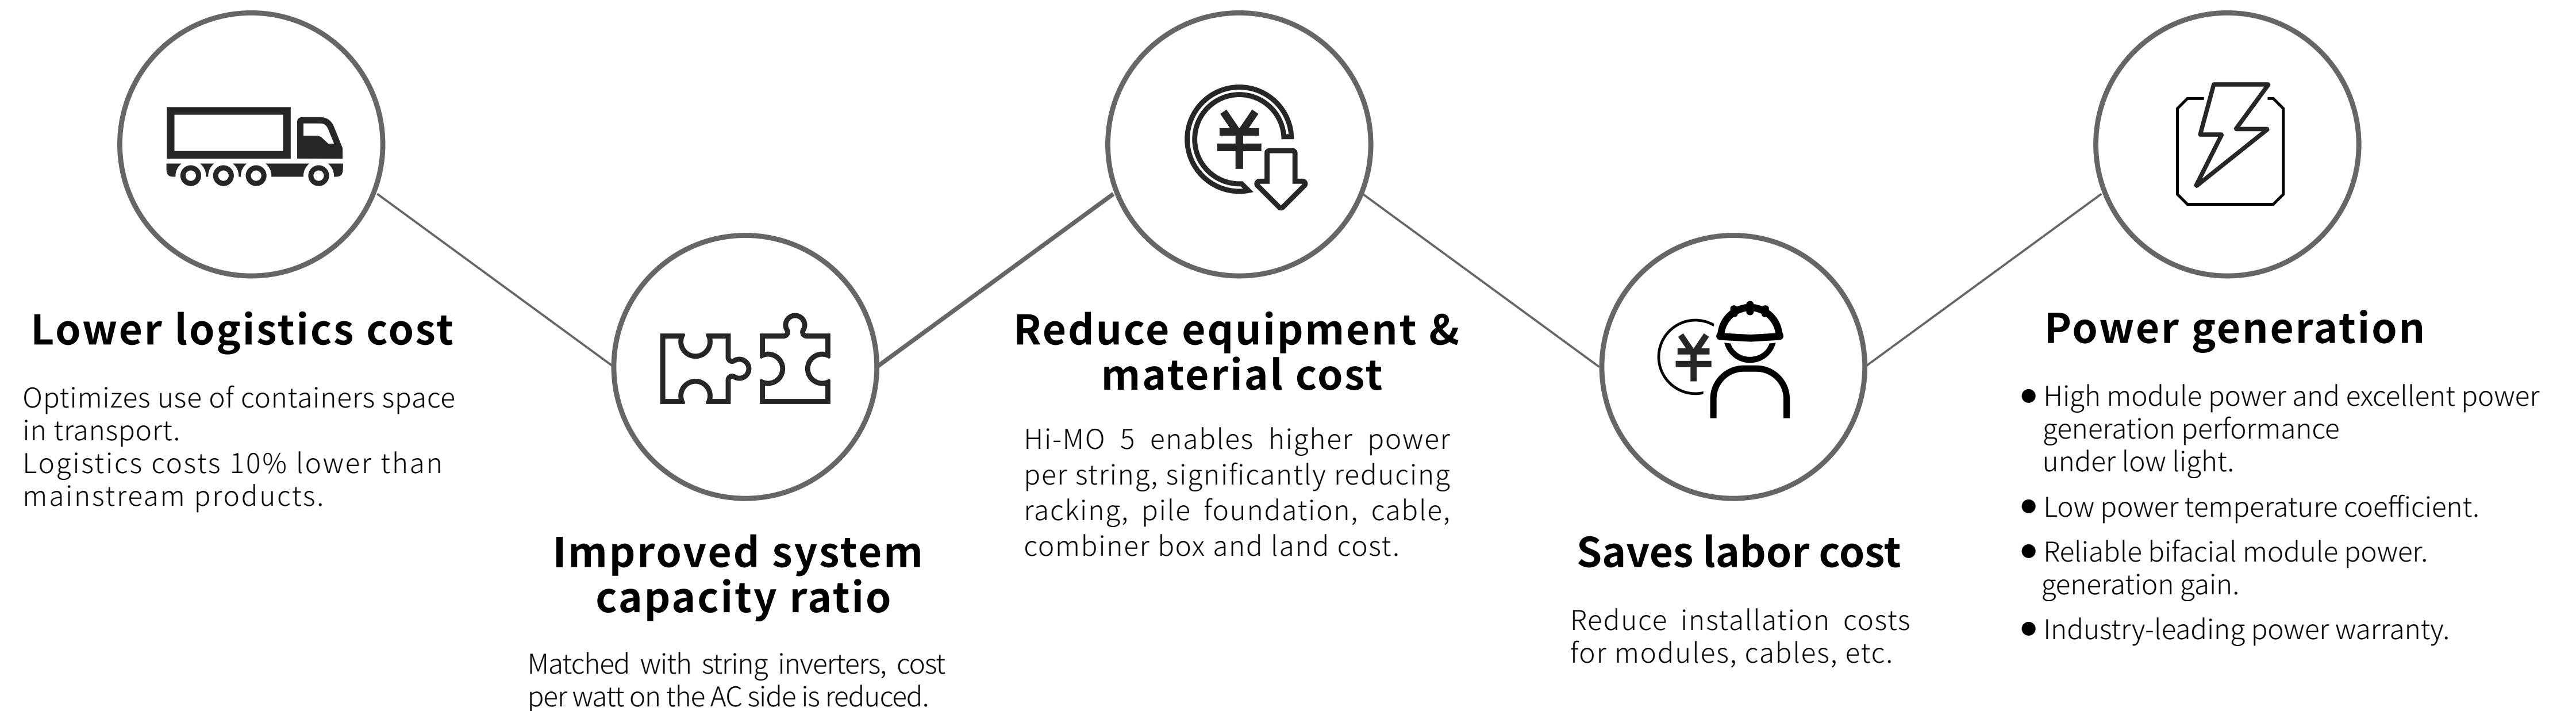 Lower logistics cost
Optimizes use of containers space
in transport.
Logistics costs 10% lower than
mainstream products.
Improved system
capacity ratio
Matched with string inverters, cost
per watt on the AC side is reduced.
¥
Reduce equipment &
material cost
Hi-MO 5 enables higher power
per string, significantly reducing
racking, pile foundation, cable,
combiner box and land cost.
¥
Saves labor cost
Reduce installation costs
for modules, cables, etc.
Power generation
● High module power and excellent power
generation performance
under low light.
● Low power temperature coefficient.
● Reliable bifacial module power.
generation gain.
● Industry-leading power warranty.